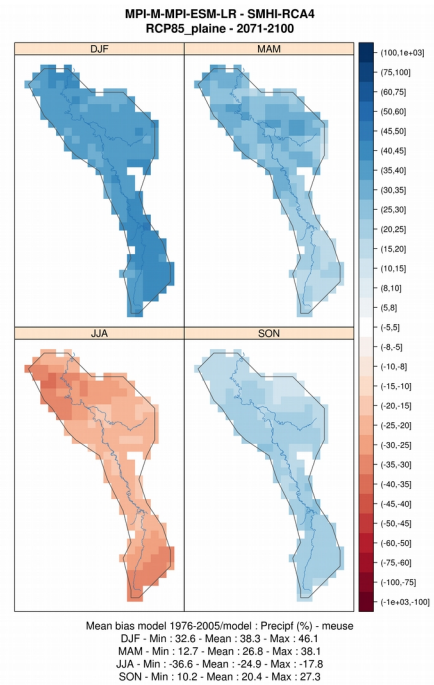 MPI-M-MPI-ESM-LR - SMHI-RCA4
RCP85_plaine - 2071-2100
DJF
MAM
JJA
SON
(100,1e+03]
(75,100]
(60,75]
(50,60]
(45,50]
(40,45]
(35,40]
(30,35]
(25,30]
(20,25]
(15,20]
(10,15]
(8,10]
(5,8]
(-5,5]
(-8,-5]
(-10,-8]
(-15,-10]
(-20,-15]
(-25,-20]
(-30,-25]
(-35,-30]
(-40,-35]
(-45,-40]
(-50,-45]
(-60,-50]
(-75,-60]
(-100,-75]
(-1e+03,-100]
Mean bias model 1976-2005/model : Precipf (%) - meuse
DJF - Min : 32.6 - Mean : 38.3 - Max : 46.1
MAM - Min : 12.7 - Mean : 26.8 - Max : 38.1
JJA - Min : -36.6 - Mean : -24.9 - Max : -17.8
SON - Min : 10.2 - Mean : 20.4 - Max : 27.3